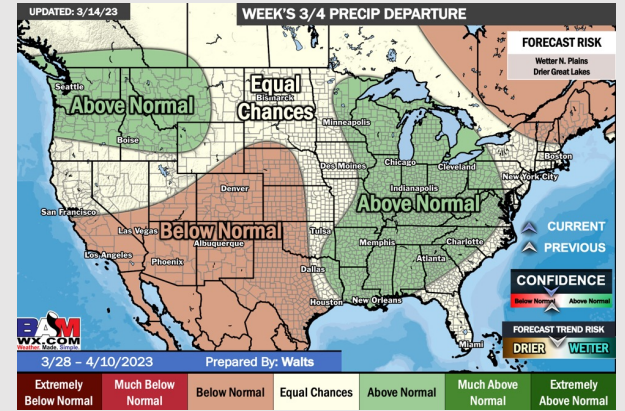 UPDATED: 3/14/23
WEEK'S 3/4 PRECIP DEPARTURE
FORECAST RISK
Wetter N. Plains
Drier Great Lakes
Seattle
Above Normal
Boise
Equal
Bismarck
Chances
Minneapolis
Des Moines
Chicago
Cleveland
Boston
New York City
Indianapolis
Above Normal
Denver
San Francisco
Las Vegas
Below Normal
Albuquerque
Los Angeles
Phoenix
Tulsa
Memphis
Charlotte
Atlanta
Dallas
Houston
New Orleans
Miami
CURRENT
PREVIOUS
CONFIDENCE
Below Normal
Above Normal
FORECAST TREND RISK
DRIER
WETTER
BAM
WX.COM
Weather. Made. Simple.
3/28 – 4/10/2023
Prepared By: Walts
Extremely
Below Normal
Much Below
Normal
Below Normal
Equal Chances
Above Normal
Much Above
Normal
Extremely
Above Normal